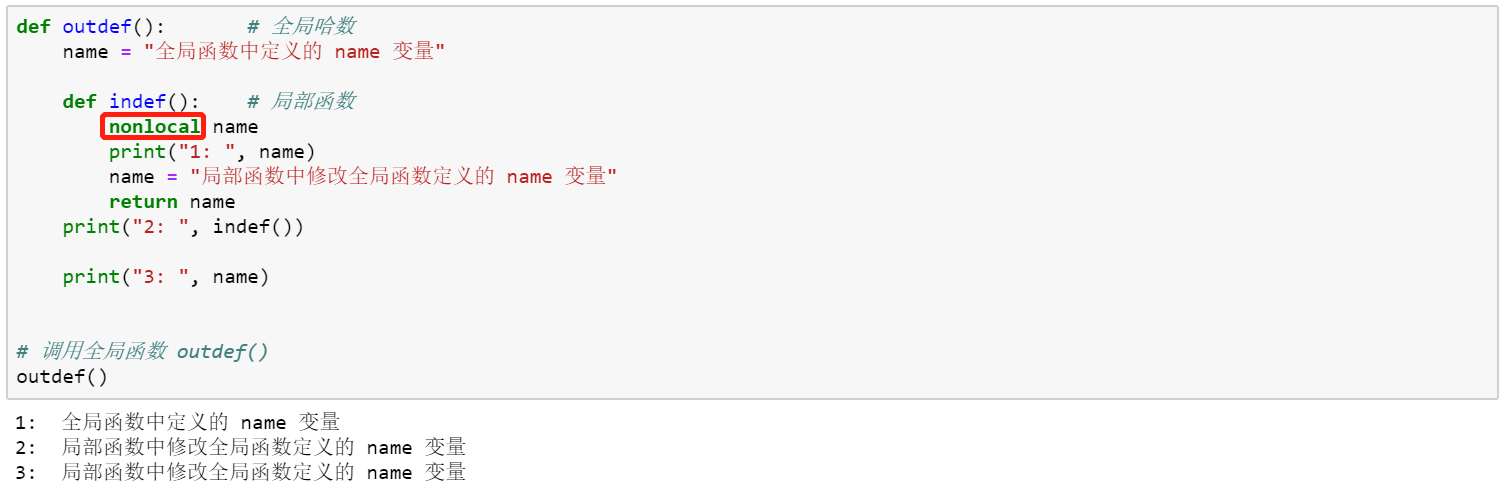 def outdef():       # 全局哈数
    name = "全局函数中定义的 name 变量"
    def indef():    # 局部函数
        nonlocal name
        print("1: ", name)
        name = "局部函数中修改全局函数定义的 name 变量"
        return name
    print("2: ", indef())
    print("3: ", name)
# 调用全局函数 outdef()
outdef()
1:  全局函数中定义的 name 变量
2:  局部函数中修改全局函数定义的 name 变量
3:  局部函数中修改全局函数定义的 name 变量